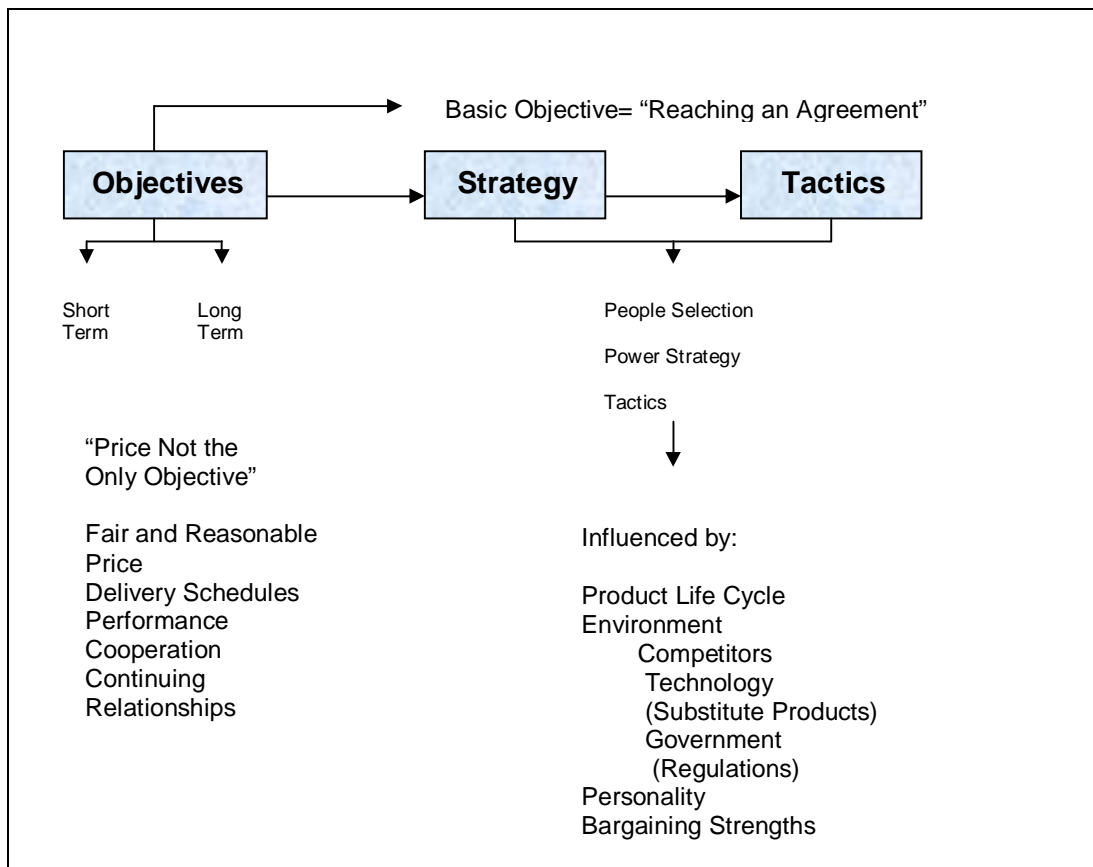 Basic Objective= “Reaching an Agreement”
Objectives
Strategy
Tactics
Short
Term
Long
Term
People Selection
Power Strategy
Tactics
“Price Not the
Only Objective”
Fair and Reasonable
Price
Delivery Schedules
Performance
Cooperation
Continuing
Relationships
Influenced by:
Product Life Cycle
Environment
Competitors
Technology
(Substitute Products)
Government
(Regulations)
Personality
Bargaining Strengths